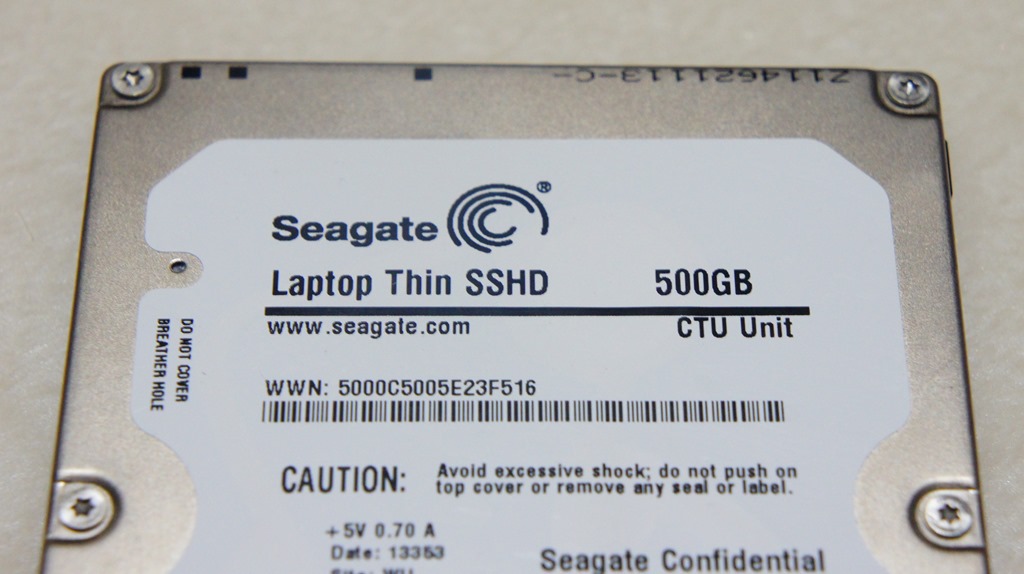 Z114621113-C-
Seagate ®
Laptop Thin SSHD 500GB
www.seagate.com CTU Unit
DO NOT COVER
BREATHER HOLE
WWN: 5000C5005E23F516
CAUTION: Avoid excessive shock; do not push on
top cover or remove any seal or label.
+5V 0.70 A
Date: 13353
Seagate Confidential